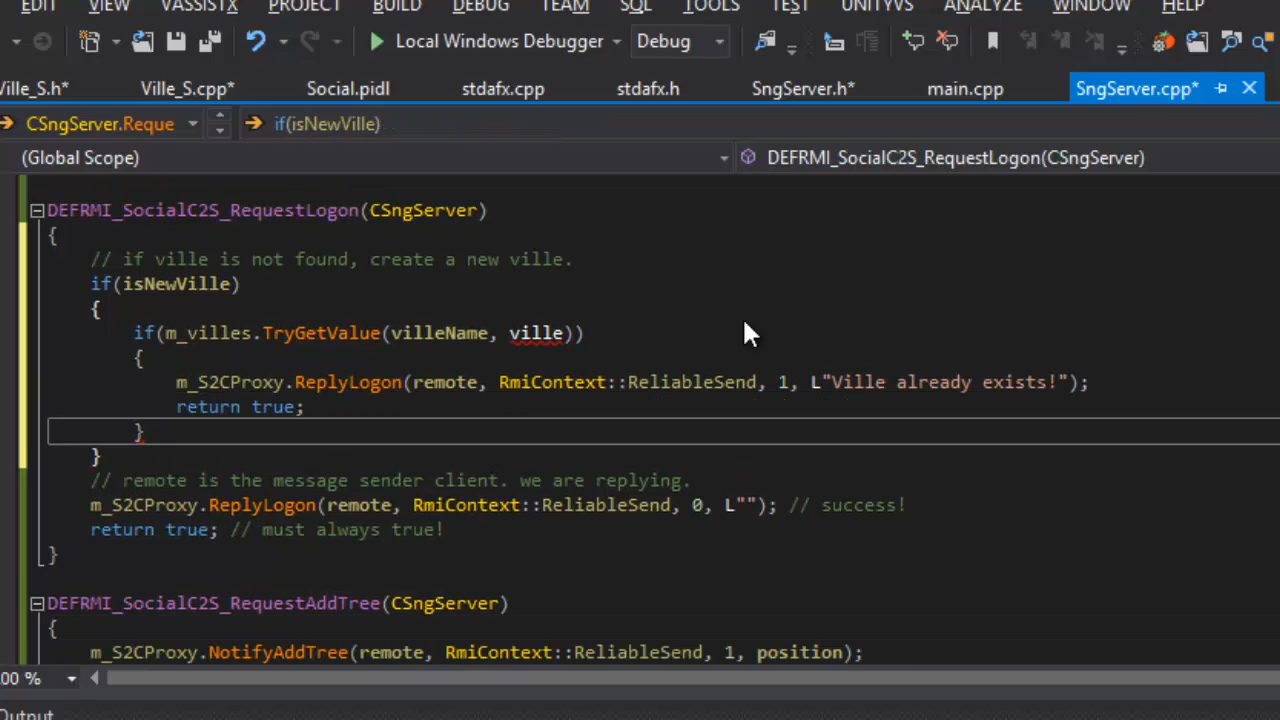 EDIT VIEW VASSISTX PROJECT BUILD DEBUG TEAM SQL TOOLS TEST UNITYVS ANALYZE WINDOW HELP
Local Windows Debugger Debug
Ville_S.h* Ville_S.cpp* Social.pidl stdafx.cpp stdafx.h SngServer.h* main.cpp SngServer.cpp*
CSngServer.Reque if(isNewVille)
(Global Scope) DEFRMI_SocialC2S_RequestLogon(CSngServer)
DEFRMI_SocialC2S_RequestLogon(CSngServer)
{
// if ville is not found, create a new ville.
if(isNewVille)
{
if(m_villes.TryGetValue(villeName, ville))
{
m_S2CProxy.ReplyLogon(remote, RmiContext::ReliableSend, 1, L"Ville already exists!");
return true;
}
}
// remote is the message sender client. we are replying.
m_S2CProxy.ReplyLogon(remote, RmiContext::ReliableSend, 0, L""); // success!
return true; // must always true!
}
DEFRMI_SocialC2S_RequestAddTree(CSngServer)
{
m_S2CProxy.NotifyAddTree(remote, RmiContext::ReliableSend, 1, position);
00 %
Output